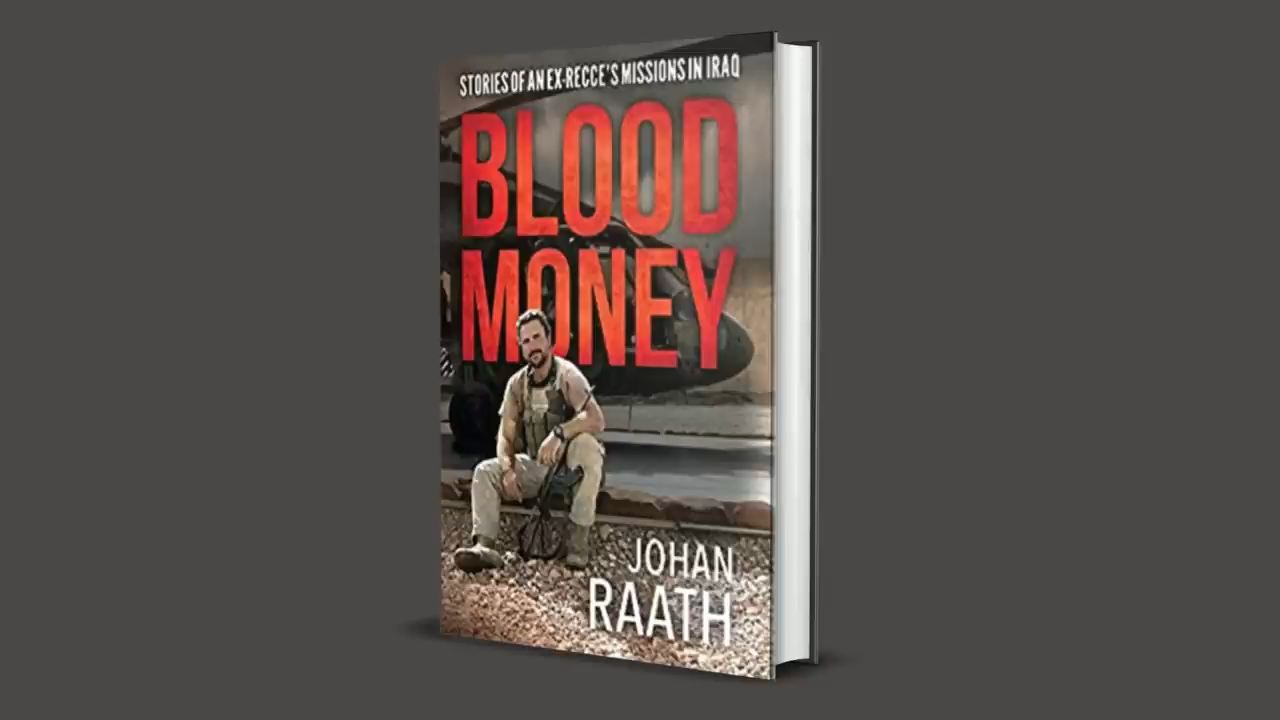 STORIES OF AN EX-RECCE'S MISSIONS IN IRAQ
BLOOD
MONEY
JOHAN
RAATH